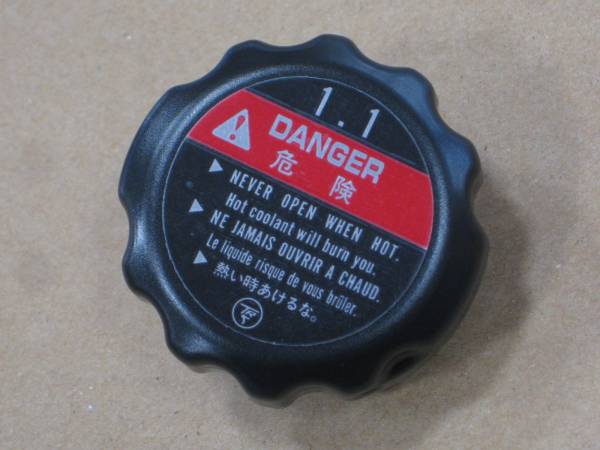 1.1
DANGER
危険
NEVER OPEN WHEN HOT.
Hot coolant will burn you.
NE JAMAIS OUVRIR A CHAUD.
Le liquide risque de vous brûler.
熱い時あけるな。